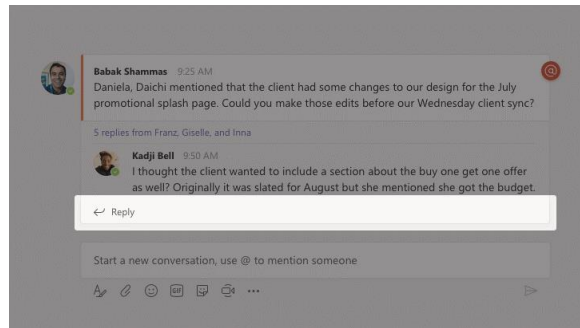 Babak Shammas 9:25 AM
@
Daniela, Daichi mentioned that the client had some changes to our design for the July
promotional splash page. Could you make those edits before our Wednesday client sync?
5 replies from Franz, Giselle, and Inna
Kadji Bell 9:50 AM
I thought the client wanted to include a section about the buy one get one offer
as well? Originally it was slated for August but she mentioned she got the budget.
Reply
Start a new conversation, use @ to mention someone
GIF